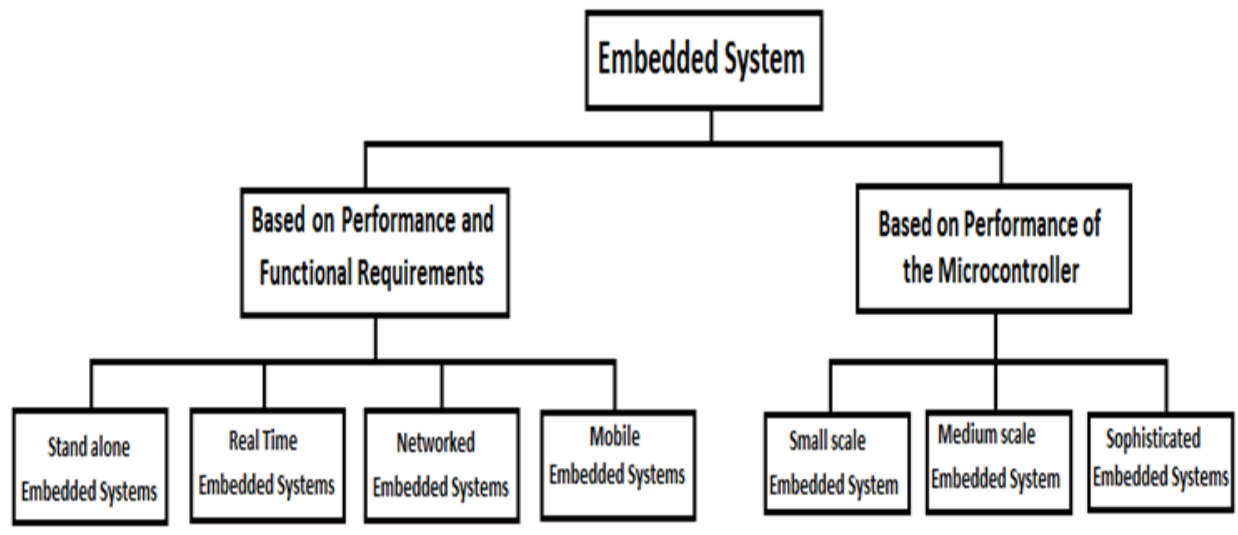 Embedded System
Based on Performance and
Functional Requirements
Based on Performance of
the Microcontroller
Stand alone
Embedded Systems
Real Time
Embedded Systems
Networked
Embedded Systems
Mobile
Embedded Systems
Small scale
Embedded System
Medium scale
Embedded System
Sophisticated
Embedded Systems